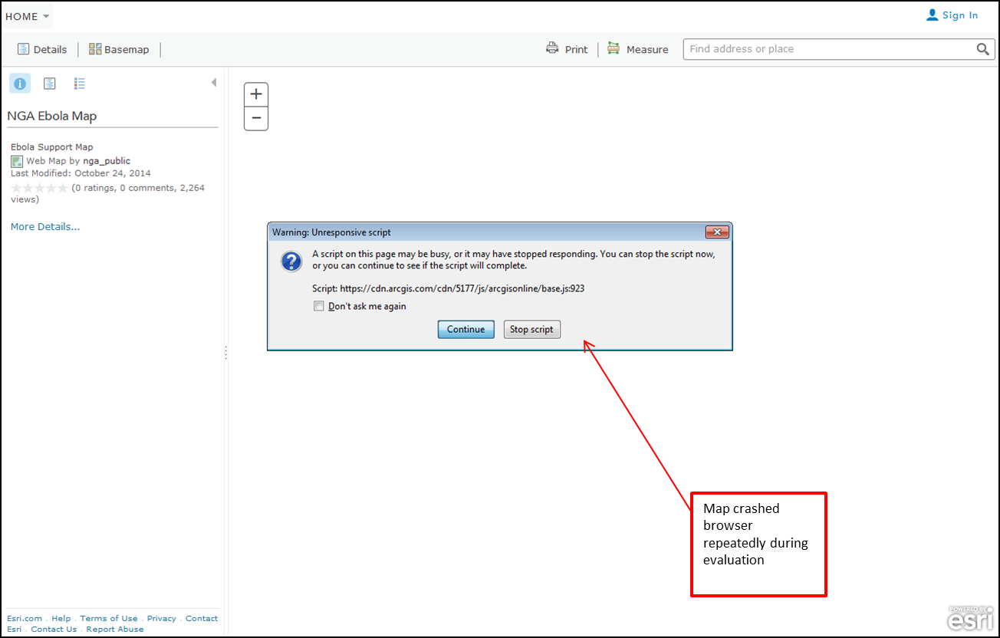 HOME
Sign In
Details
Basemap
Print
Measure
Find address or place
NGA Ebola Map
Ebola Support Map
Web Map by nga_public
Last Modified: October 24, 2014
(0 ratings, 0 comments, 2,264
views)
More Details...
Warning: Unresponsive script
A script on this page may be busy, or it may have stopped responding. You can stop the script now,
or you can continue to see if the script will complete.
Script: https://cdn.arcgis.com/cdn/5177/js/arcgisonline/base.js:923
Don't ask me again
Continue
Stop script
Map crashed
browser
repeatedly during
evaluation
Esri.com . Help . Terms of Use . Privacy . Contact
Esri . Contact Us . Report Abuse
POWERED BY
esri